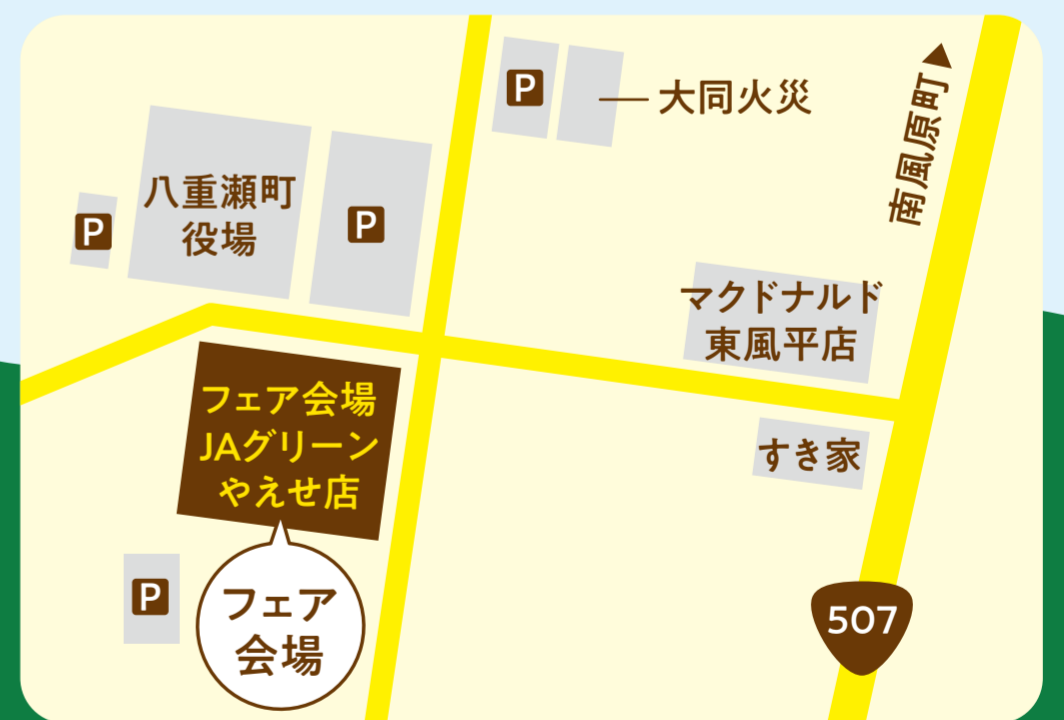 P
大同火災
南風原町▲
八重瀬町
役場
P
P
マクドナルド
東風平店
フェア会場
JAグリーン
やえせ店
すき家
P
フェア
会場
507